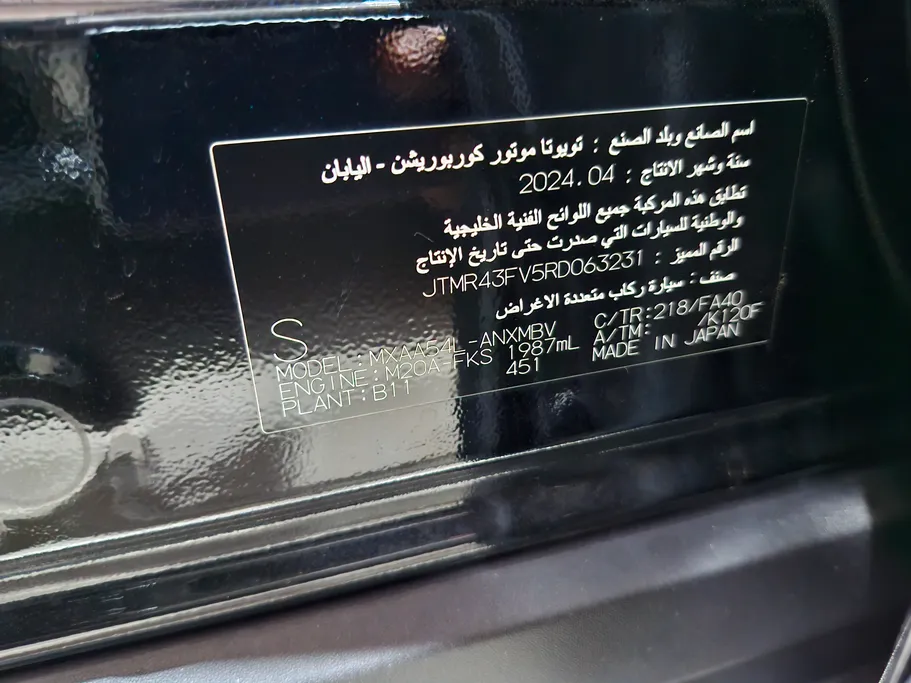 اسم الصانع وبلد الصنع : تويوتا موتور كوربوريشن - اليابان
سنة وشهر الانتاج : 2024.04
تطابق هذه المركبة جميع اللوائح الفنية الخليجية
والوطنية للسيارات التي صدرت حتى تاريخ الإنتاج
الرقم المميز : JTMR43FV5RD063231
صنف : سيارة ركاب متعددة الاغراض
S
MODEL:MXAA54L-ANXMBV C/TR:218/FA40
ENGINE:M20A-FKS 1987mL A/TM: /K120F
PLANT:B11 451 MADE IN JAPAN